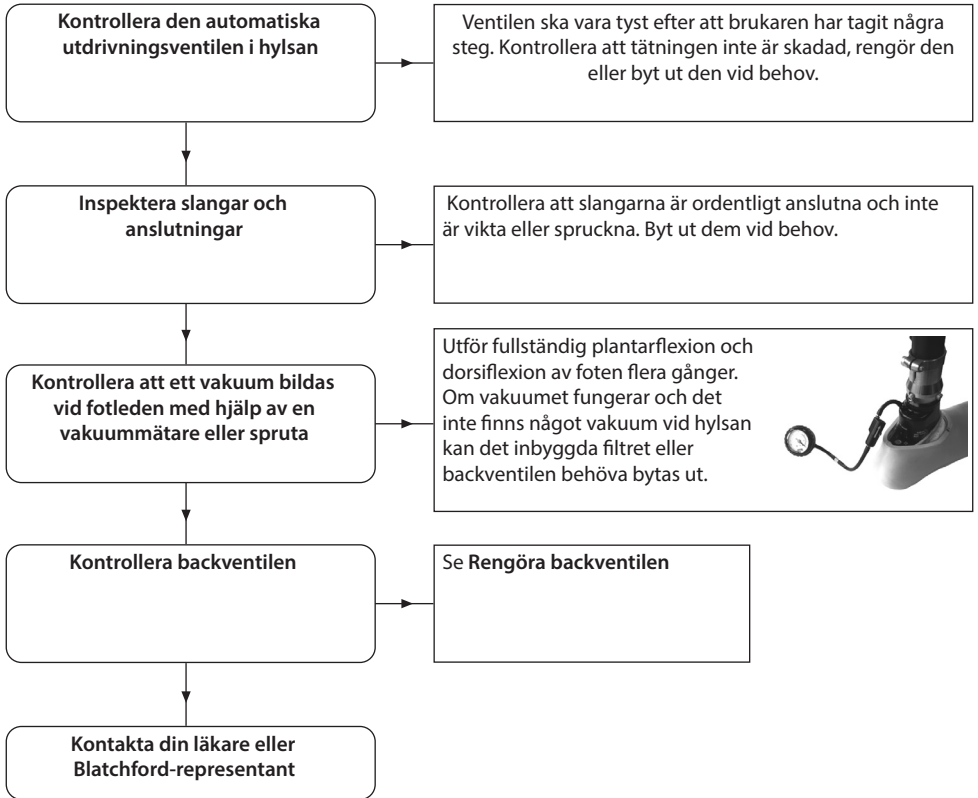 Kontrollera den automatiska
utdrivningsventilen i hylsan
Ventilen ska vara tyst efter att brukaren har tagit några
steg. Kontrollera att tätningen inte är skadad, rengör den
eller byt ut den vid behov.
Inspektera slangar och
anslutningar
Kontrollera att slangarna är ordentligt anslutna och inte
är vikta eller spruckna. Byt ut dem vid behov.
Kontrollera att ett vakuum bildas
vid fotleden med hjälp av en
vakuummätare eller spruta
Utför fullständig plantarflexion och
dorsiflexion av foten flera gånger.
Om vakuumet fungerar och det
inte finns något vakuum vid hylsan
kan det inbyggda filtret eller
backventilen behöva bytas ut.
Kontrollera backventilen
Se Rengöra backventilen
Kontakta din läkare eller
Blatchford-representant